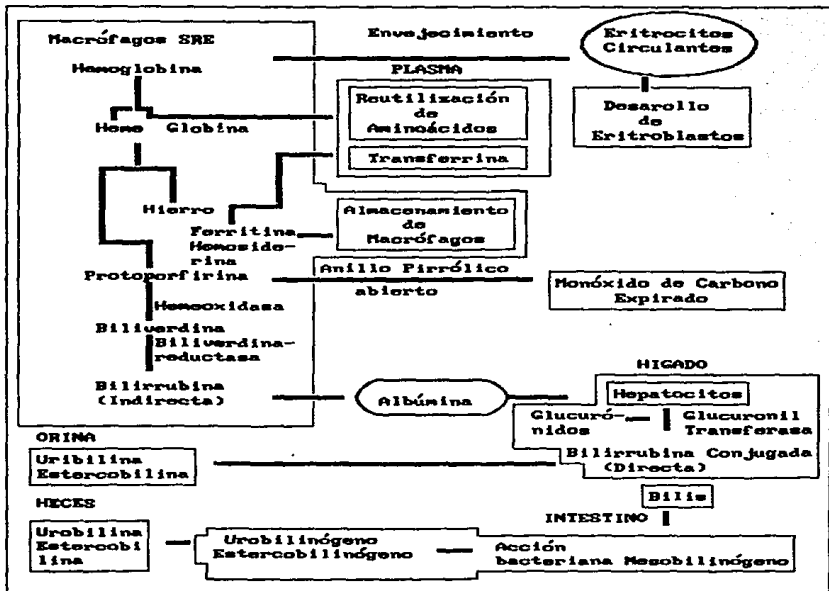 Macrófagos SRE
Envejecimiento
Eritrocitos
Circulantes
Hemoglobina
PLASMA
Reutilización
de
Aminoácidos
Desarollo
de
Eritroblastos
Heme Globina
Transferrina
Hierro
Almacenamiento
de
Macrófagos
Ferritina
Hemoside-
rina
Protoporfirina
Anillo Pirrólico
abierto
Monóxido de Carbono
Expirado
Hemeoxidasa
Biliverdina
Biliverdina-
reductasa
Bilirrubina
(Indirecta)
Albúmina
HIGADO
Hepatocitos
Glucuró-
nidos
Glucuronil
Transferasa
Bilirrubina Conjugada
(Directa)
ORINA
Uribilina
Estercobilina
Bilis
HECES
INTESTINO
Urobilina
Estercobi
lina
Urobilinógeno
Estercobilinógeno
Acción
bacteriana Mesobilinógeno